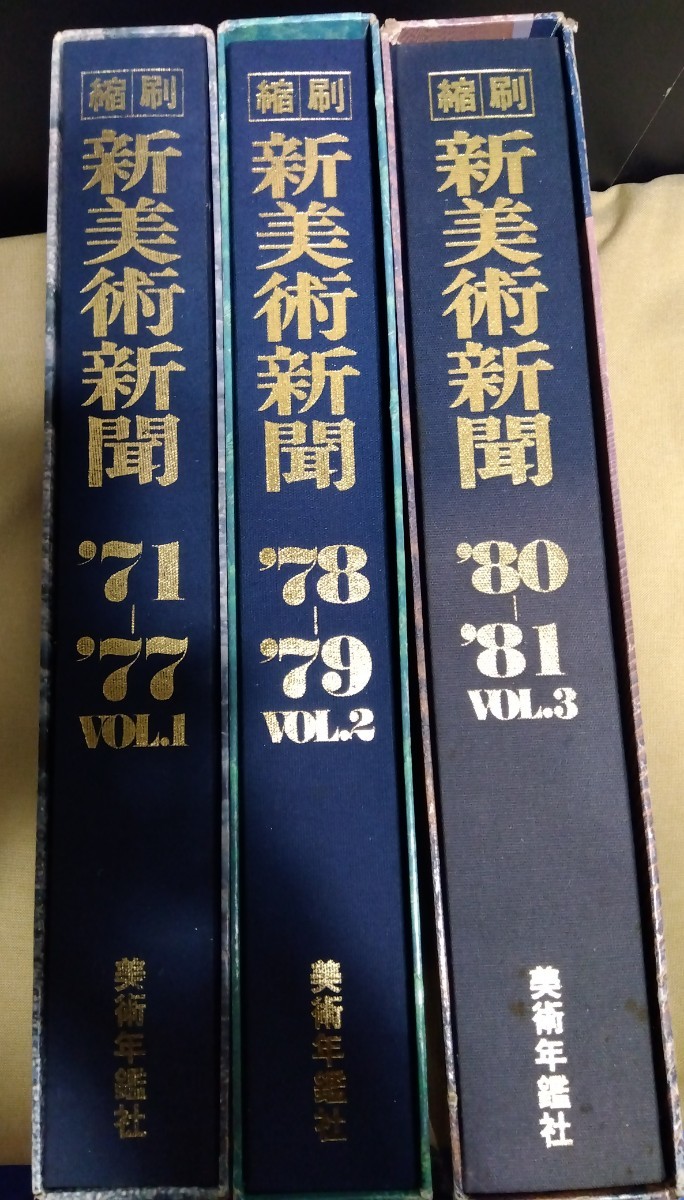 縮刷
新美術新聞
’71-’77
VOL.1
美術年鑑社
縮刷
新美術新聞
’78-’79
VOL.2
美術年鑑社
縮刷
新美術新聞
’80-’81
VOL.3
美術年鑑社